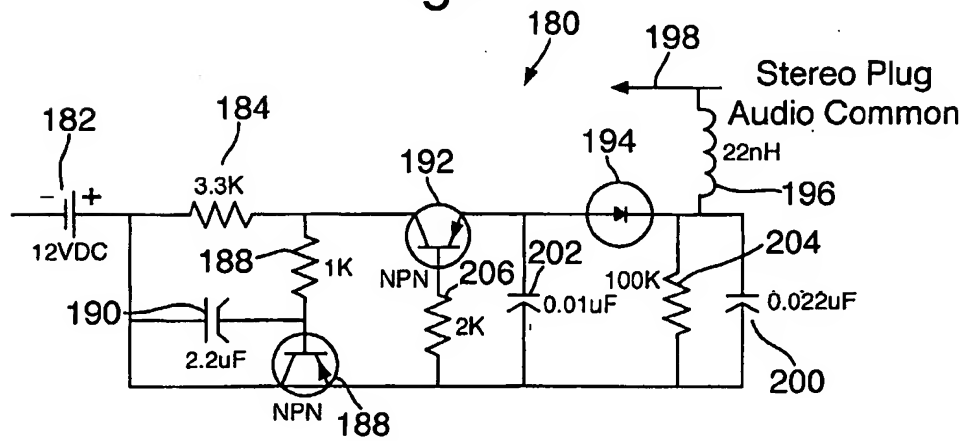 180
198
Stereo Plug
Audio Common
182
184
192
194
22nH
196
- +
3.3K
12VDC
188
1K
NPN
206
202
204
100K
190
2K
0.01uF
0.022uF
2.2uF
200
NPN
188